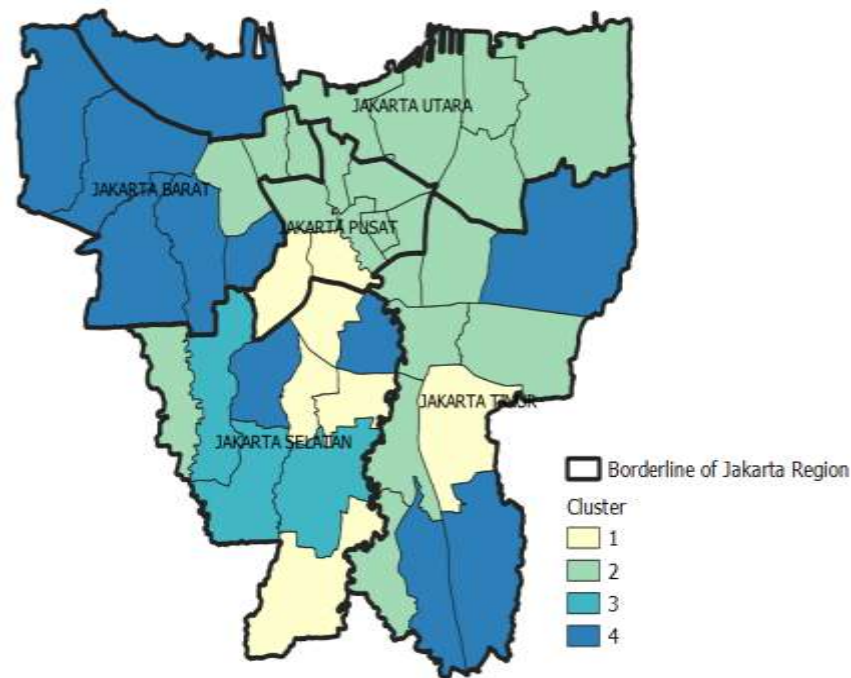 JAKARTA UTARA
JAKARTA BARAT
JAKARTA PUSAT
JAKARTA TIMUR
JAKARTA SELATAN
Borderline of Jakarta Region
Cluster
1
2
3
4